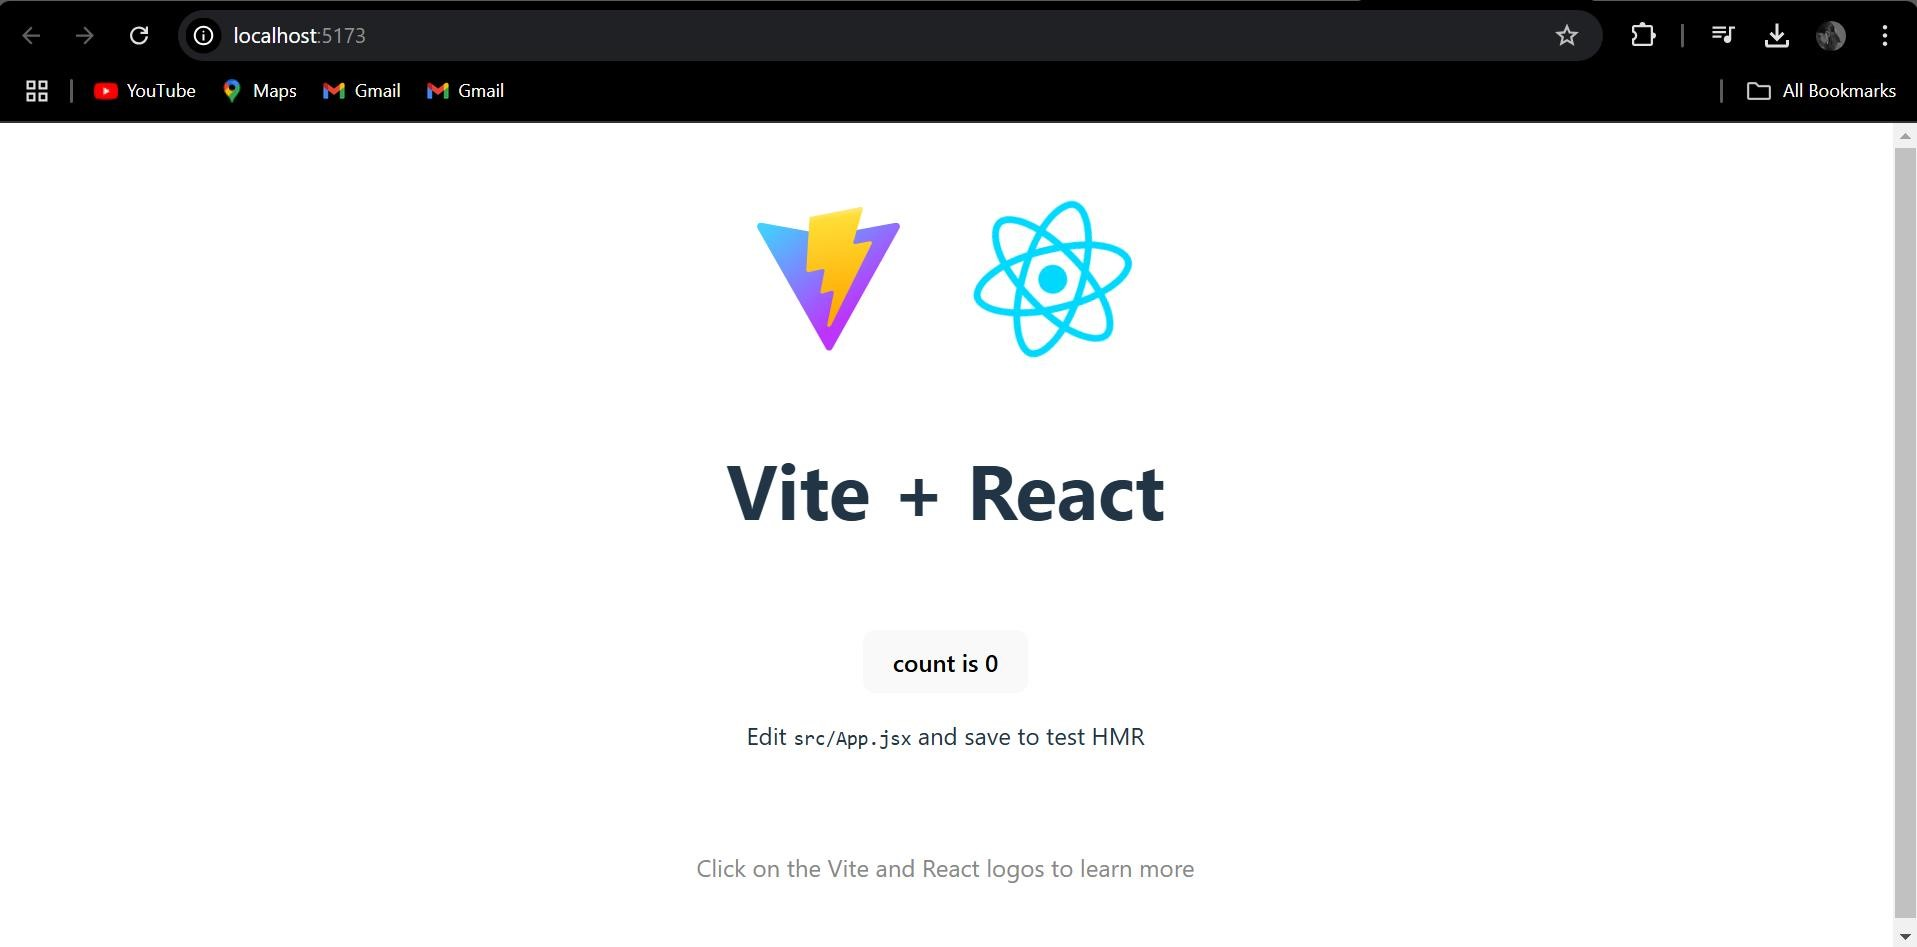 localhost:5173
YouTube
Maps
Gmail
Gmail
All Bookmarks
Vite + React
count is 0
Edit src/App.jsx and save to test HMR
Click on the Vite and React logos to learn more